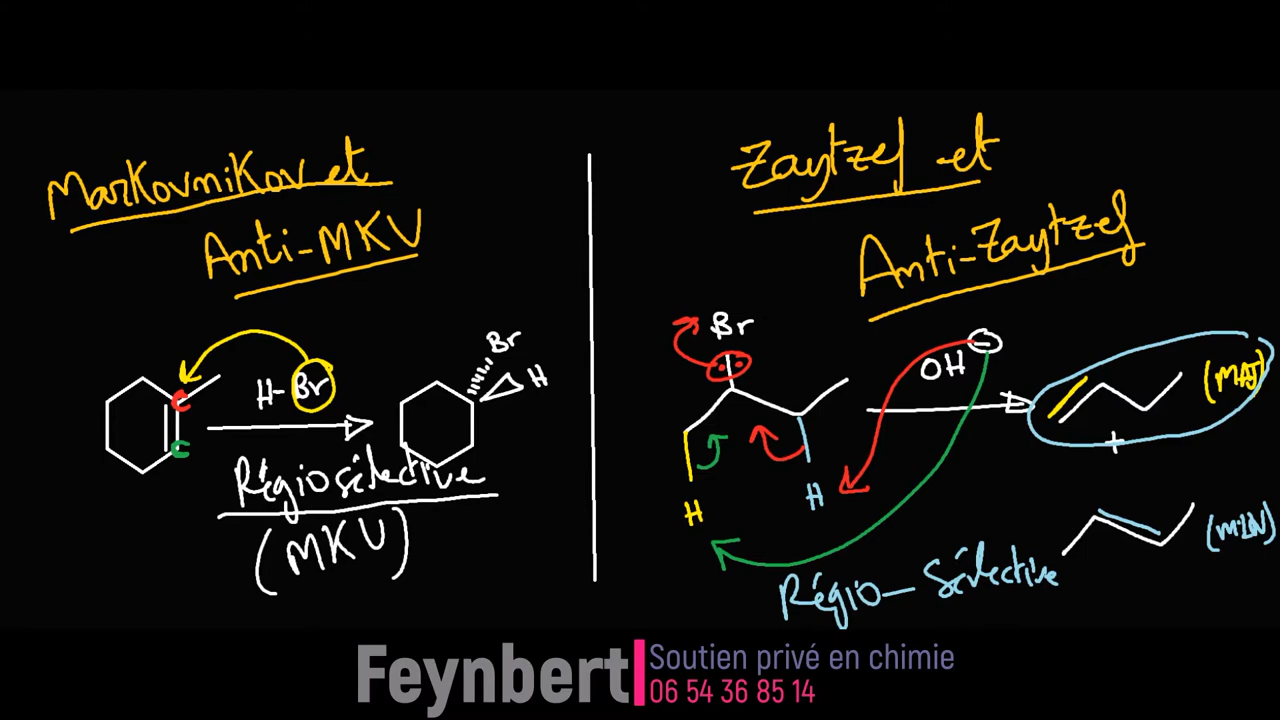 Markovnikov et
Anti-MKV
C
C
H-Br
Br
H
Régiosélective
(MKV)
Zaytzef et
Anti-Zaytzef
Br
OH
H
H
(MAJ)
+
(MIN)
Régio-Sélective
Feynbert
Soutien privé en chimie
06 54 36 85 14